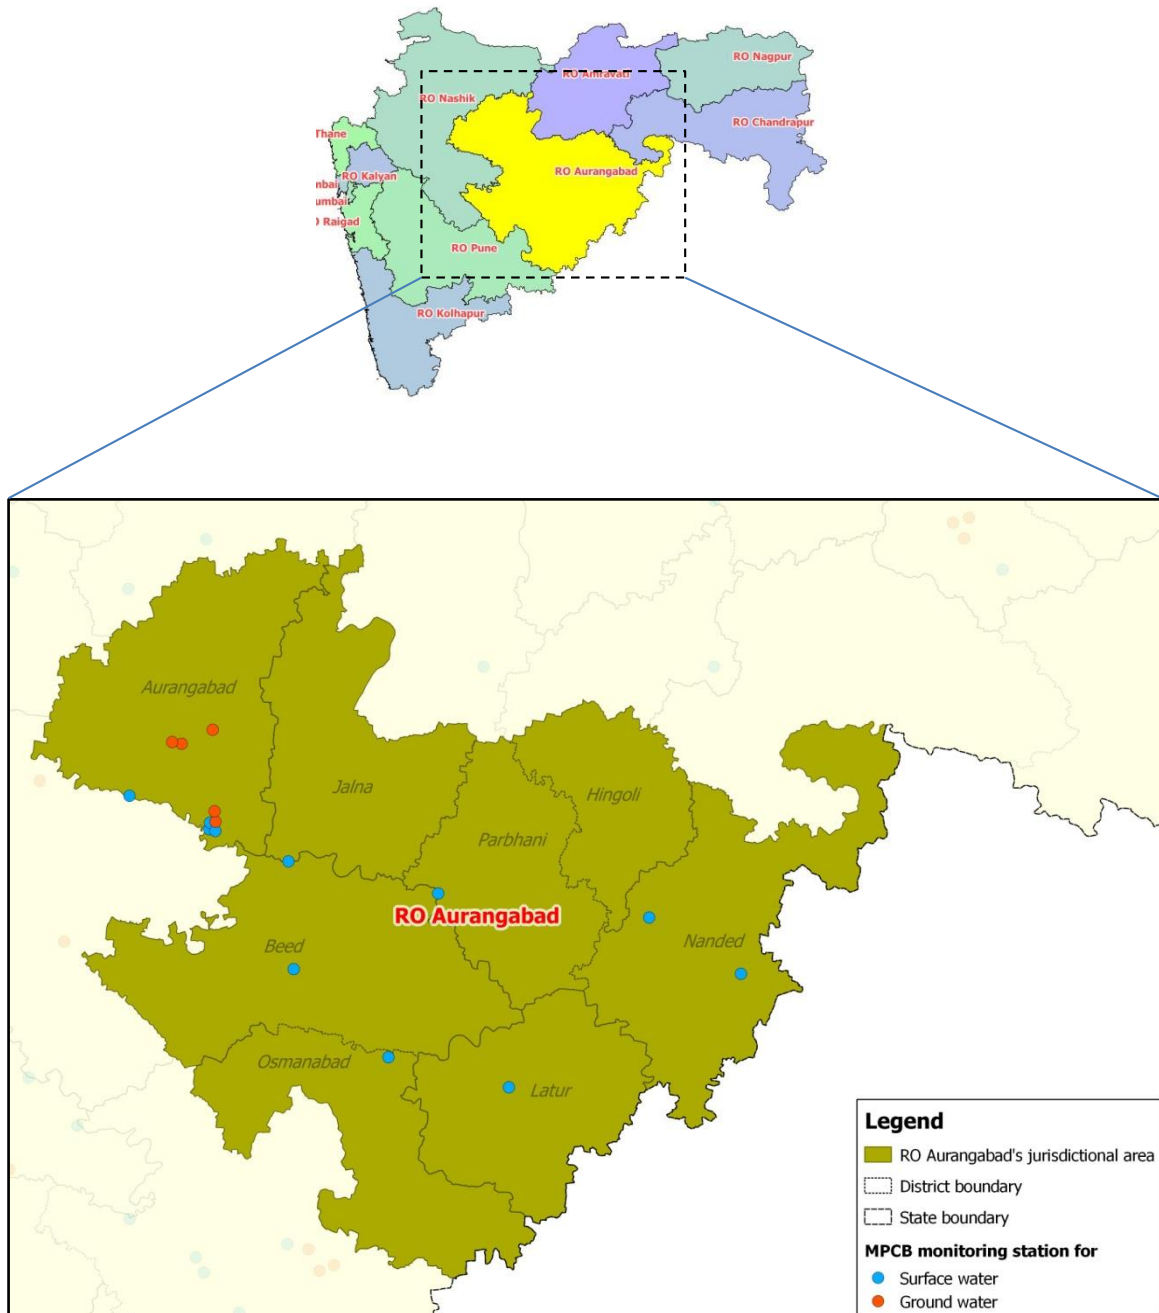 RO Nagpur
RO Amravati
RO Nashik
RO Chandrapur
Thane
RO Aurangabad
RO Kalyan
RO Pune
RO Kolhapur
Aurangabad
Jalna
Hingoli
Parbhani
RO Aurangabad
Beed
Nanded
Osmanabad
Latur
Legend
RO Aurangabad's jurisdictional area
District boundary
State boundary
MPCB monitoring station for
Surface water
Ground water